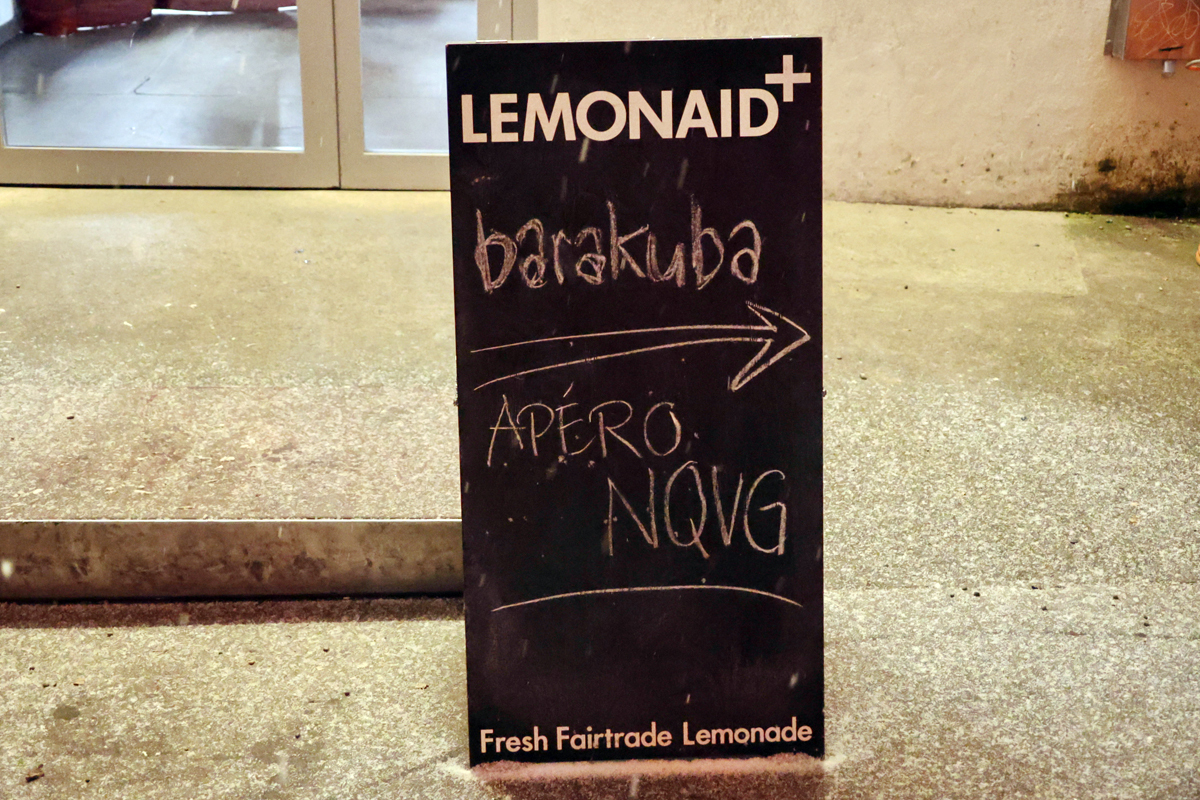 LEMONAID+
barakuba
APÉRO
NQVG
Fresh Fairtrade Lemonade